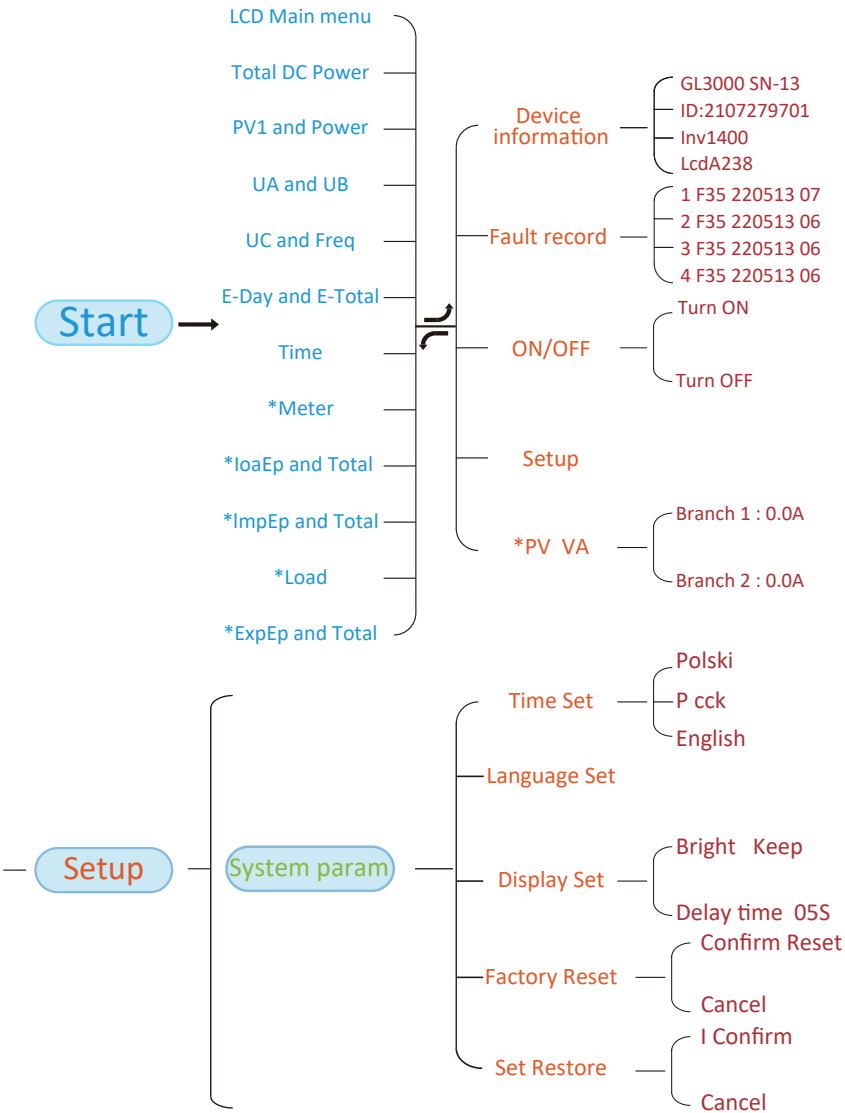 LCD Main menu
Total DC Power
PV1 and Power
UA and UB
UC and Freq
E-Day and E-Total
Start
Time
*Meter
*IoaEp and Total
*ImpEp and Total
*Load
*ExpEp and Total
Device
information
GL3000 SN-13
ID:2107279701
Inv1400
LcdA238
Fault record
1 F35 220513 07
2 F35 220513 06
3 F35 220513 06
4 F35 220513 06
ON/OFF
Turn ON
Turn OFF
Setup
*PV VA
Branch 1 : 0.0A
Branch 2 : 0.0A
Setup
System param
Time Set
Polski
P cck
English
Language Set
Display Set
Bright Keep
Delay time 05S
Factory Reset
Confirm Reset
Cancel
Set Restore
I Confirm
Cancel